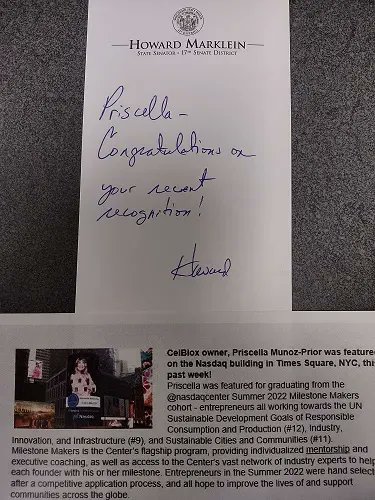 HOWARD MARKLEIN
STATE SENATOR - 17TH SENATE DISTRICT
Priscella -
Congratulations on
your recent
recognition!
Howard
CelBlox owner, Priscella Munoz-Prior was feature
on the Nasdaq building in Times Square, NYC, this
past week!
Priscella was featured for graduating from the
@nasdaqcenter Summer 2022 Milestone Makers
cohort - entrepreneurs all working towards the UN
Sustainable Development Goals of Responsible
Consumption and Production (#12), Industry,
Innovation, and Infrastructure (#9), and Sustainable Cities and Communities (#11).
Milestone Makers is the Center's flagship program, providing individualized mentorship and
executive coaching, as well as access to the Center's vast network of industry experts to help
each founder with his or her milestone. Entrepreneurs in the Summer 2022 were hand select
after a competitive application process, and all hope to improve the lives of and support
communities across the globe.